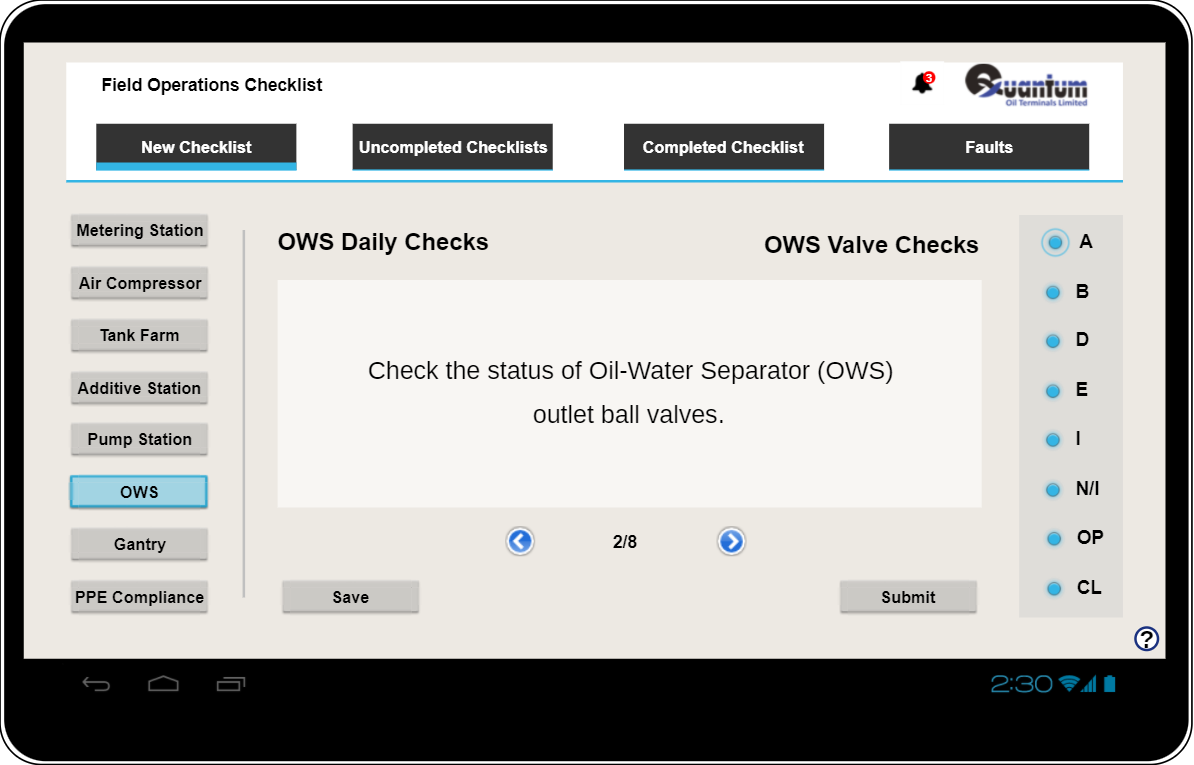 Field Operations Checklist
3
Quantum
Oil Terminals Limited
New Checklist
Uncompleted Checklists
Completed Checklist
Faults
Metering Station
Air Compressor
Tank Farm
Additive Station
Pump Station
OWS
Gantry
PPE Compliance
OWS Daily Checks
OWS Valve Checks
Check the status of Oil-Water Separator (OWS)
outlet ball valves.
2/8
Save
Submit
A
B
D
E
I
N/I
OP
CL
?
2:30